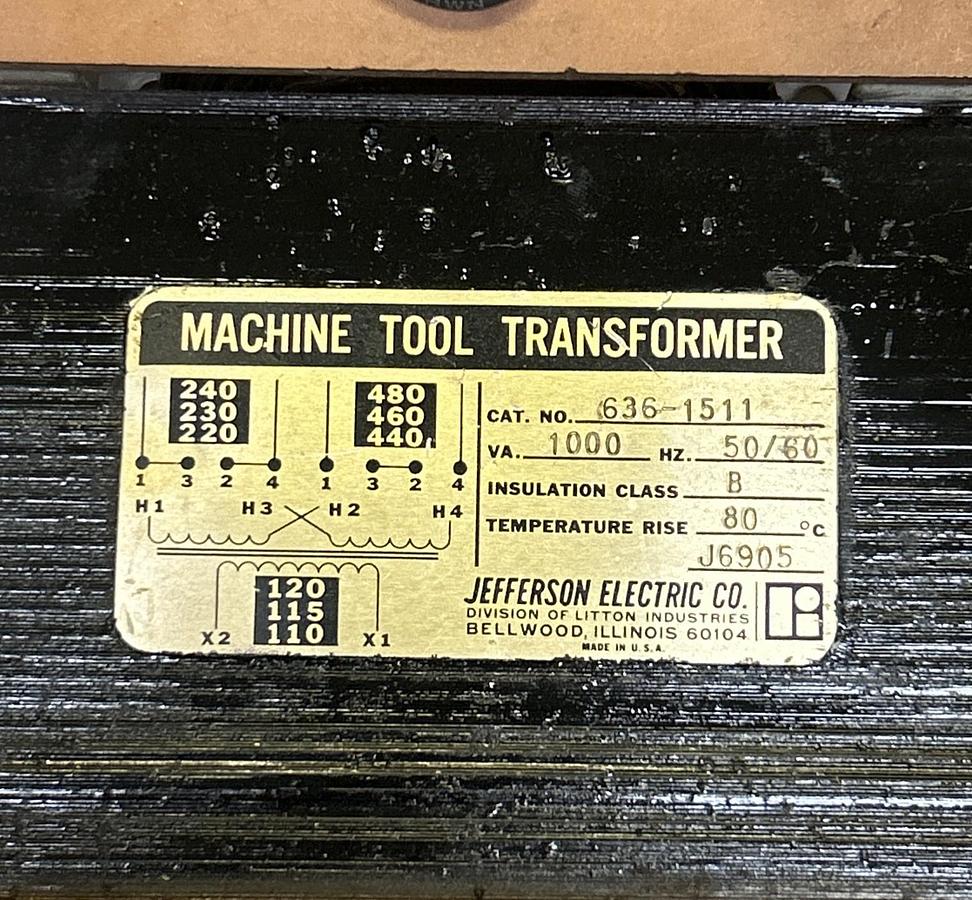 MACHINE TOOL TRANSFORMER
240
230
220
480
460
440
1 3 2 4 1 3 2 4
H1 H3 H2 H4
120
115
110
X2 X1
CAT. NO. 636-1511
VA. 1000 HZ. 50/60
INSULATION CLASS B
TEMPERATURE RISE 80 °C
J6905
JEFFERSON ELECTRIC CO.
DIVISION OF LITTON INDUSTRIES
BELLWOOD, ILLINOIS 60104
MADE IN U.S.A.